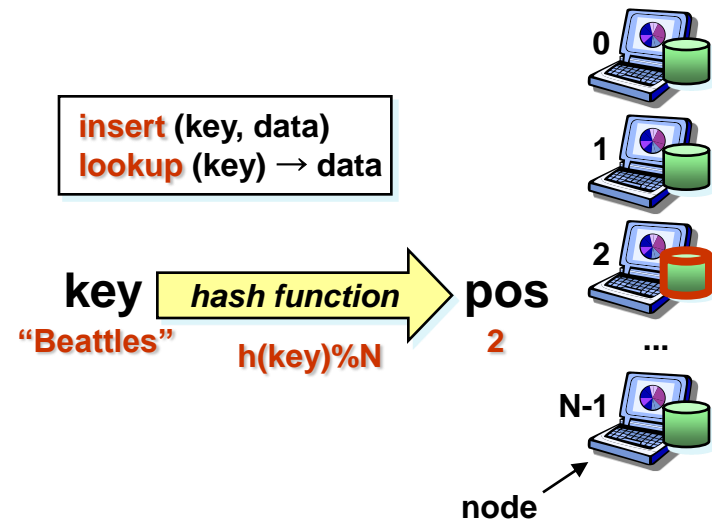 0
insert (key, data)
lookup (key) → data
1
2
key hash function pos
“Beattles” h(key)%N 2
...
N-1
node